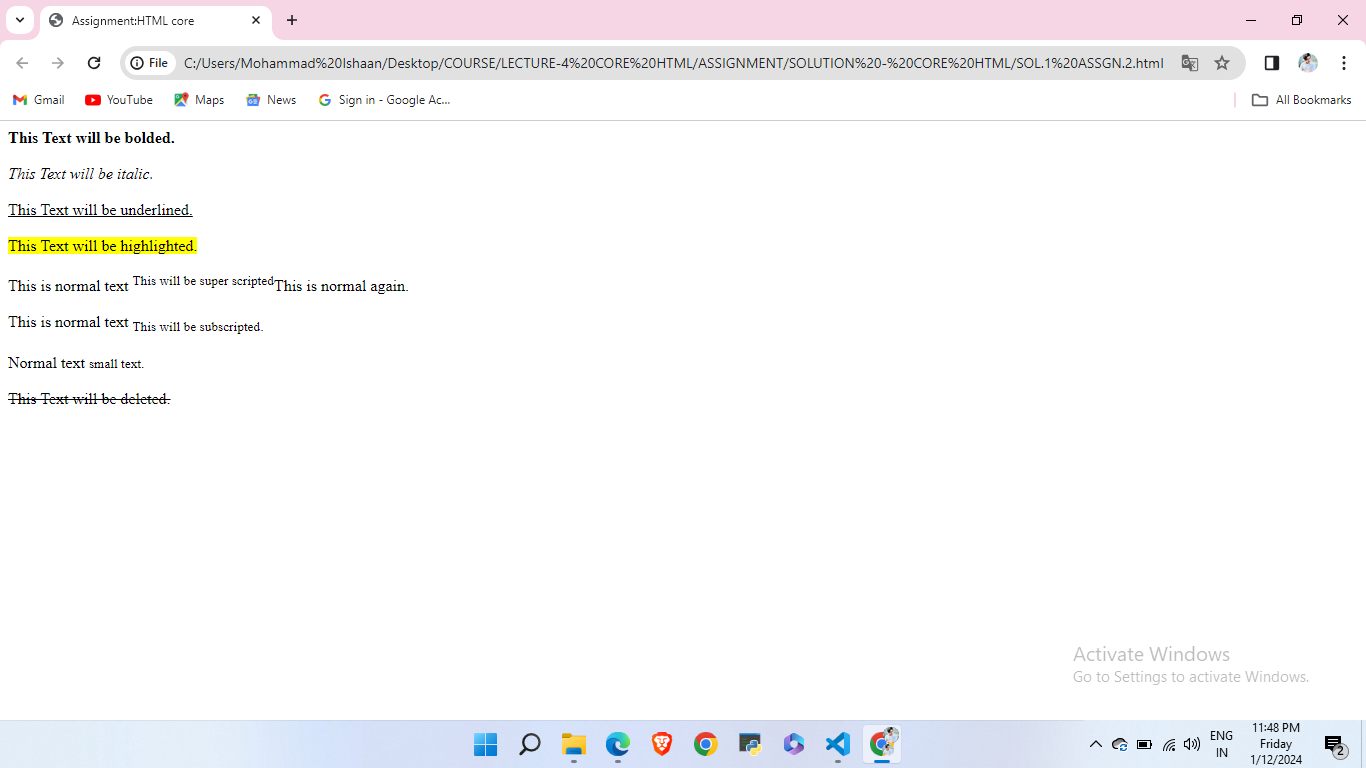 Assignment:HTML core
File C:/Users/Mohammad%20Ishaan/Desktop/COURSE/LECTURE-4%20CORE%20HTML/ASSIGNMENT/SOLUTION%20-%20CORE%20HTML/SOL.1%20ASSGN.2.html
Gmail YouTube Maps News Sign in - Google Ac... All Bookmarks
This Text will be bolded.
This Text will be italic.
This Text will be underlined.
This Text will be highlighted.
This is normal text This will be super scriptedThis is normal again.
This is normal text This will be subscripted.
Normal text small text.
This Text will be deleted.
Activate Windows
Go to Settings to activate Windows.
ENG
IN
11:48 PM
Friday
1/12/2024
2